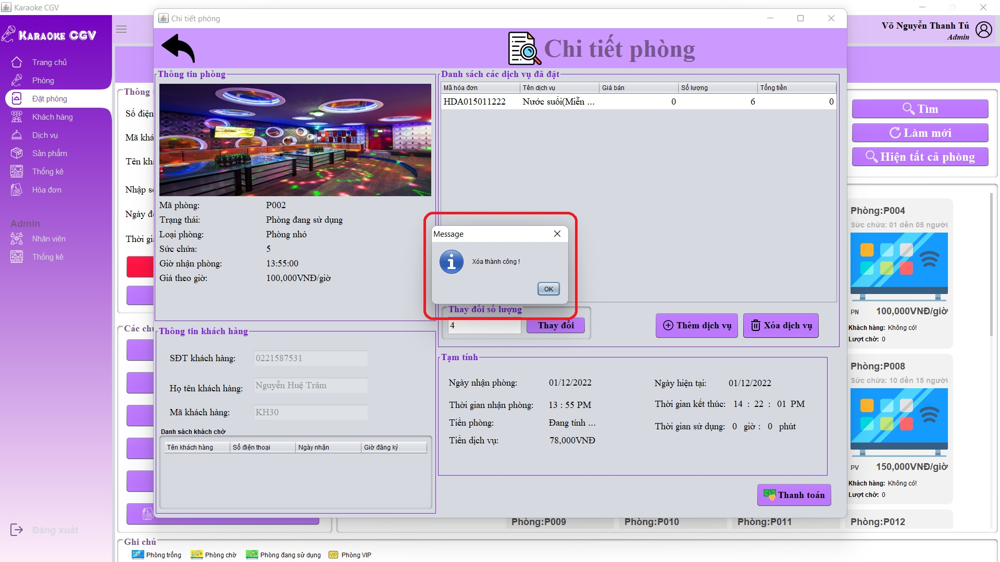 Karaoke CGV
KARAOKE CGV
Trang chủ
Phòng
Đặt phòng
Khách hàng
Dịch vụ
Sản phẩm
Thống kê
Hóa đơn
Admin
Nhân viên
Thống kê
Đăng xuất
Võ Nguyễn Thanh Tú
Admin
Chi tiết phòng
Chi tiết phòng
Thông tin phòng
Mã phòng: P002
Trạng thái: Phòng đang sử dụng
Loại phòng: Phòng nhỏ
Sức chứa: 5
Giờ nhận phòng: 13:55:00
Giá theo giờ: 100,000VNĐ/giờ
Thông tin khách hàng
SĐT khách hàng: 0221587531
Họ tên khách hàng: Nguyễn Huệ Trâm
Mã khách hàng: KH30
Danh sách khách chờ
Tên khách hàng Số điện thoại Ngày nhận Giờ đăng ký
Danh sách các dịch vụ đã đặt
Mã hóa đơn Tên dịch vụ Giá bán Số lượng Tổng tiền
HDA015011222 Nước suối(Miễn ... 0 6 0
Message
Xóa thành công !
OK
Thay đổi số lượng
4 Thay đổi
Thêm dịch vụ
Xóa dịch vụ
Tạm tính
Ngày nhận phòng: 01/12/2022 Ngày hiện tại: 01/12/2022
Thời gian nhận phòng: 13 : 55 PM Thời gian kết thúc: 14 : 22 : 01 PM
Tiền phòng: Đang tính ... Thời gian sử dụng: 0 giờ : 0 phút
Tiền dịch vụ: 78,000VNĐ
Thanh toán
Thông
Số điện
Mã khá
Tên
Nhập
Ngày
Thời
Các
Tìm
Làm mới
Hiện tất cả phòng
Phòng:P004
Sức chứa: 01 đến 05 người
PN 100,000VNĐ/giờ
Khách hàng: Không có!
Lượt chờ: 0
Phòng:P008
Sức chứa: 10 đến 15 người
PV 150,000VNĐ/giờ
Khách hàng: Không có!
Lượt chờ: 0
Phòng:P009 Phòng:P010 Phòng:P011 Phòng:P012
Ghi chú
Phòng trống Phòng chờ Phòng đang sử dụng VIP Phòng VIP